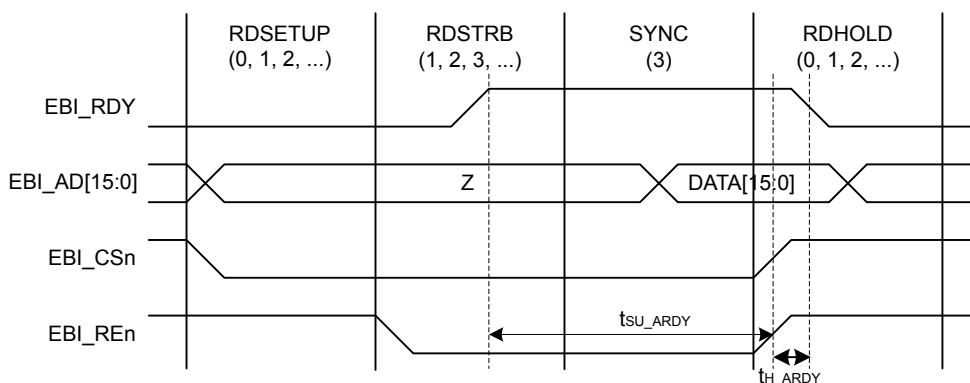 RDSETUP RDSTRB SYNC RDHOLD
(0, 1, 2, ...) (1, 2, 3, ...) (3) (0, 1, 2, ...)
EBI_RDY
EBI_AD[15:0] Z DATA[15:0]
EBI_CSn
EBI_REn tSU_ARDY
tH_ARDY